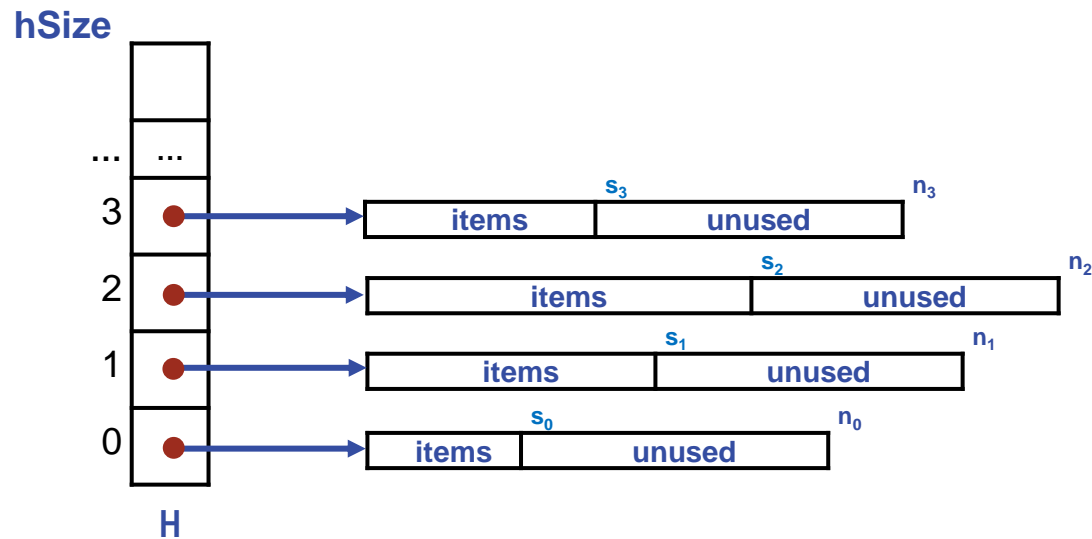 hSize
... ...
s₃ n₃
3 items unused
s₂ n₂
2 items unused
s₁ n₁
1 items unused
s₀ n₀
0 items unused
H